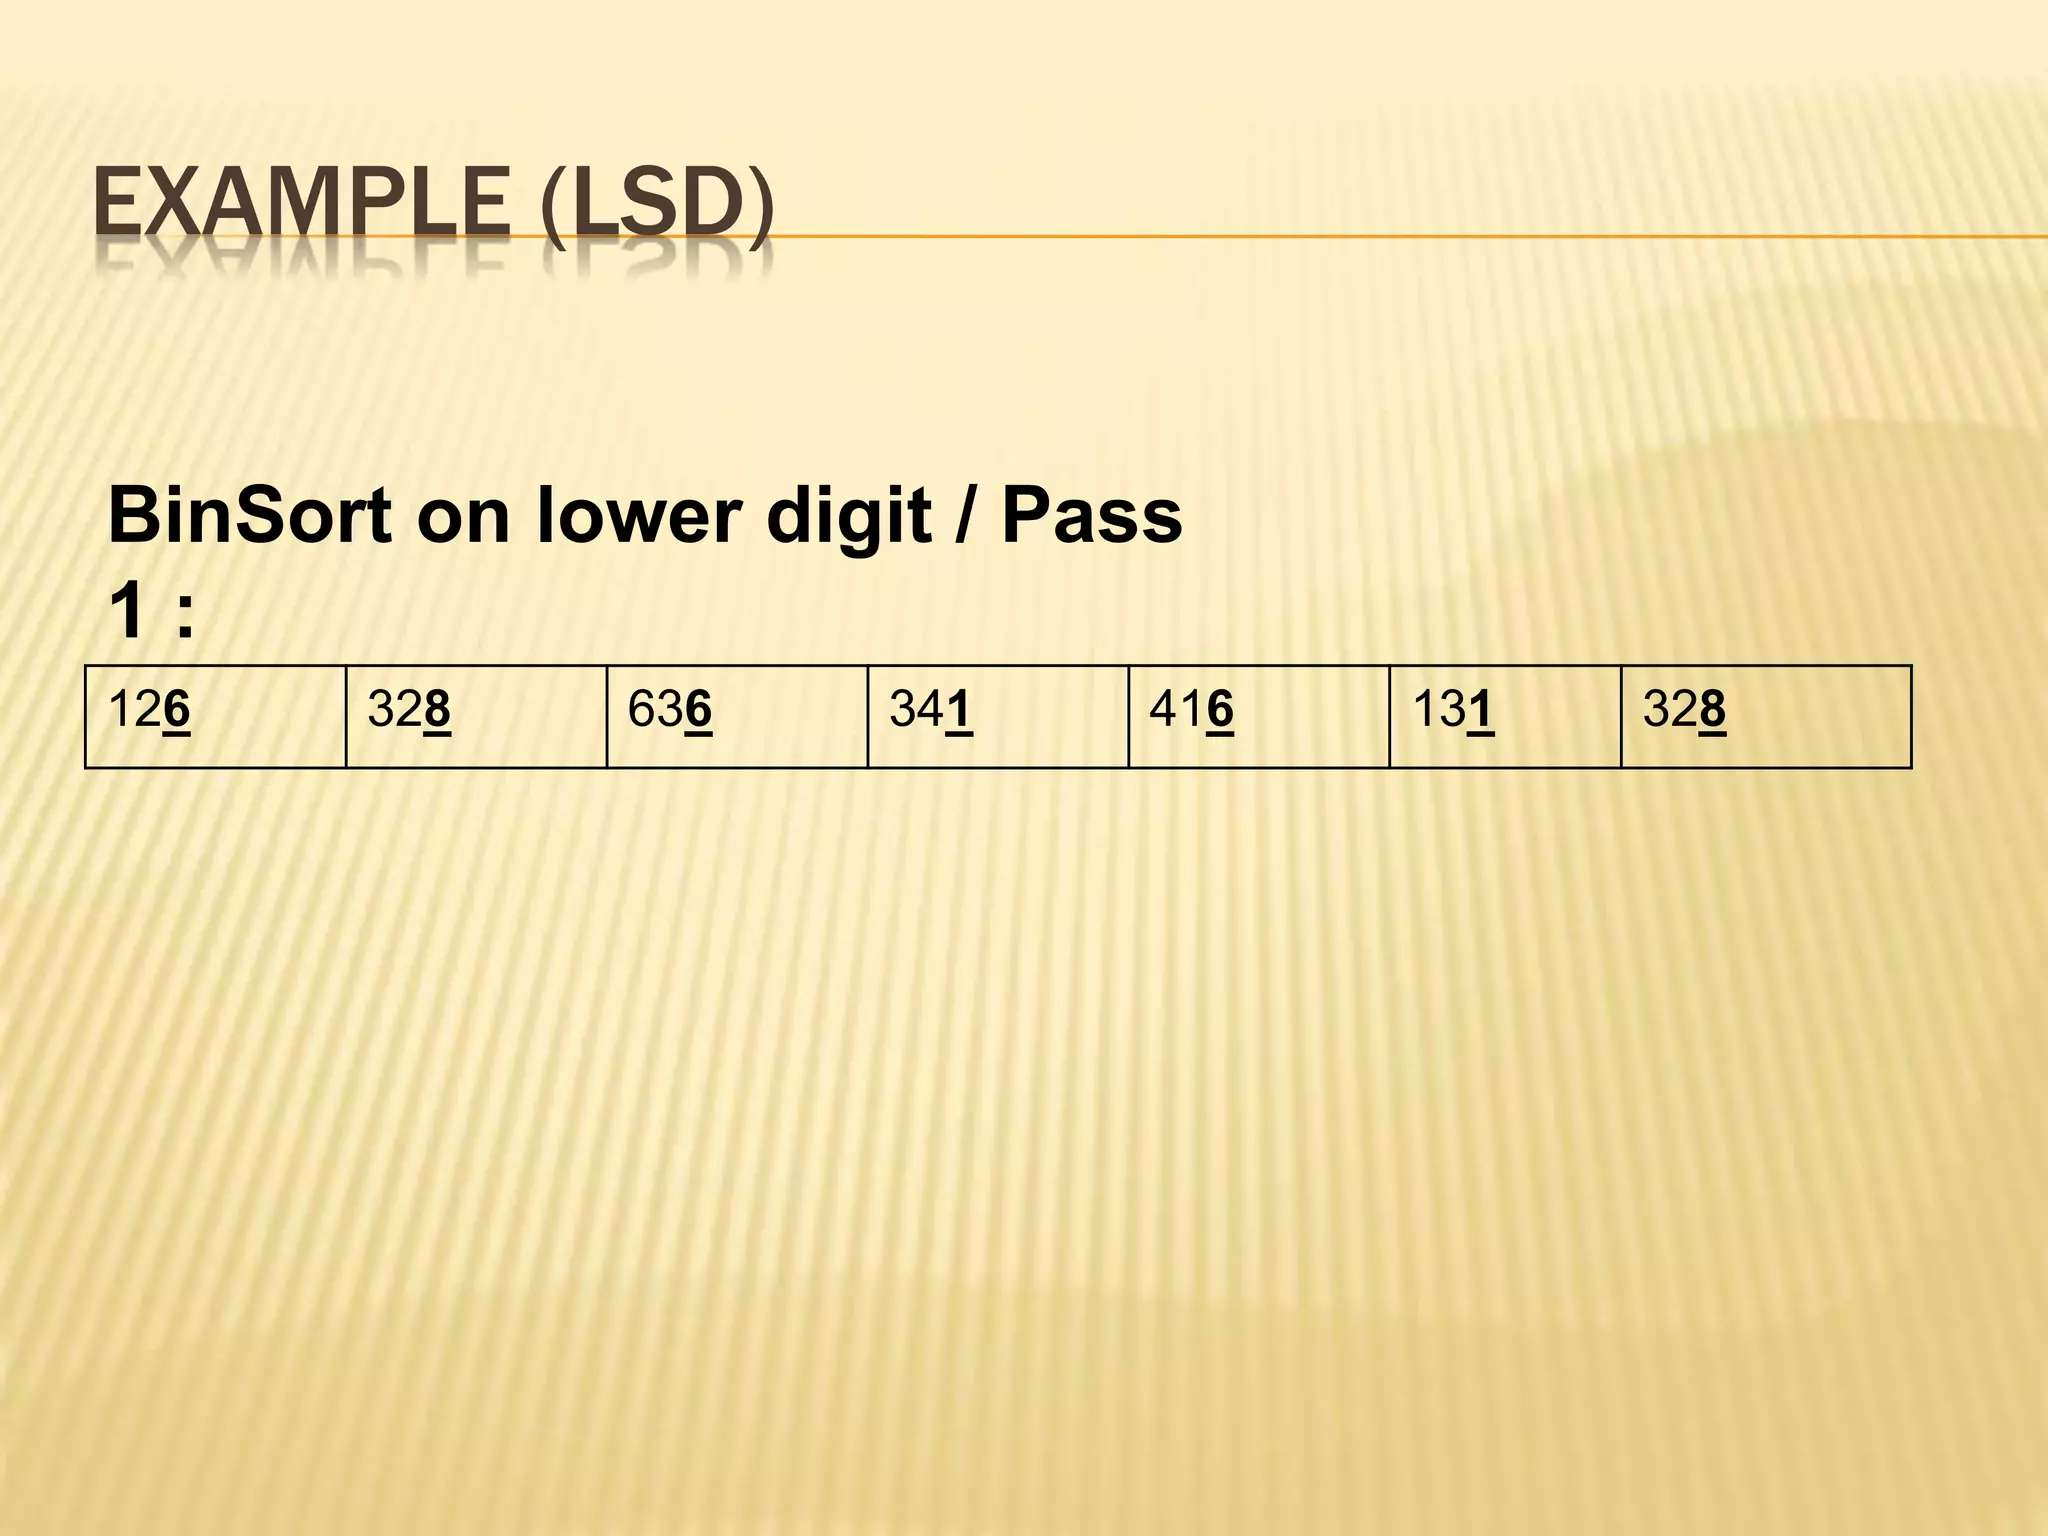 EXAMPLE (LSD)
BinSort on lower digit / Pass
1 :
126 328 636 341 416 131 328